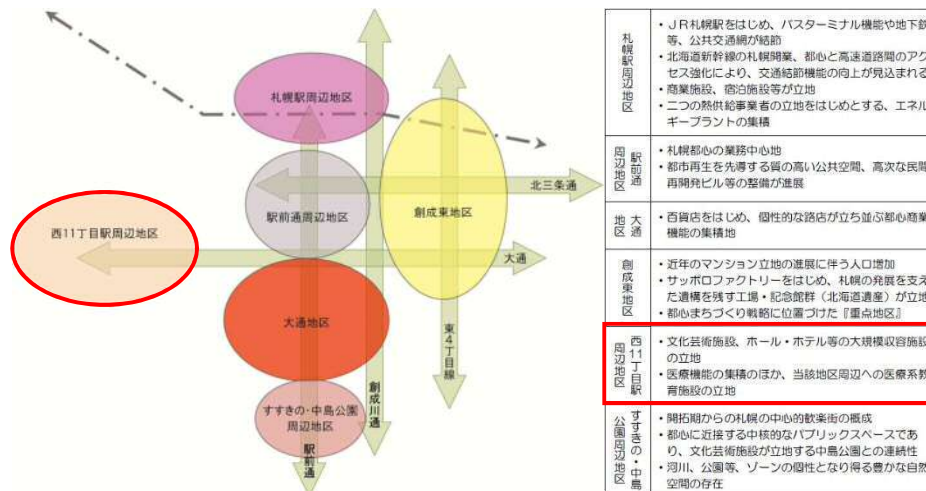 札幌駅周辺地区
北三条通
駅前通周辺地区
創成東地区
西11丁目駅周辺地区
大通
大通地区
東4丁目線
創成川通
すすきの・中島公園
周辺地区
駅前通
札幌駅周辺地区
・JR札幌駅をはじめ、バスターミナル機能や地下鉄
等、公共交通網が結節
・北海道新幹線の札幌開業、都心と高速道路間のアク
セス強化により、交通結節機能の向上が見込まれる
・商業施設、宿泊施設等が立地
・二つの熱供給事業者の立地をはじめとする、エネル
ギープラントの集積
駅前通
周辺地区
・札幌都心の業務中心地
・都市再生を先導する質の高い公共空間、高次な民間
再開発ビル等の整備が進展
大通
地区
・百貨店をはじめ、個性的な路店が立ち並ぶ都心商業
機能の集積地
創成東地区
・近年のマンション立地の進展に伴う人口増加
・サッポロファクトリーをはじめ、札幌の発展を支え
た遺構を残す工場・記念館群（北海道遺産）が立地
・都心まちづくり戦略に位置づけた『重点地区』
西11丁目駅
周辺地区
・文化芸術施設、ホール・ホテル等の大規模収容施設
の立地
・医療機能の集積のほか、当該地区周辺への医療系教
育施設の立地
すすきの・中島
公園周辺地区
・開拓期からの札幌の中心的歓楽街の概成
・都心に近接する中核的なパブリックスペースであ
り、文化芸術施設が立地する中島公園との連続性
・河川、公園等、ゾーンの個性となり得る豊かな自然
空間の存在